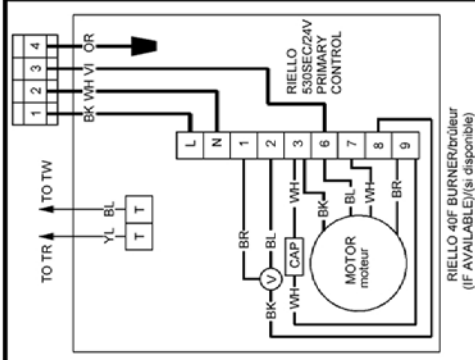 4
3
2
1
OR
VI
WH
BK
RIELLO
530SEC/24V
PRIMARY
CONTROL
TO TW
TO TR
BL
YL
T
T
L
N
1
2
3
6
7
8
9
BR
BL
WH
BK
BL
WH
BR
V
CAP
BK
WH
MOTOR
moteur
RIELLO 40F BURNER/brûleur
(IF AVAILABLE)/(si disponible)